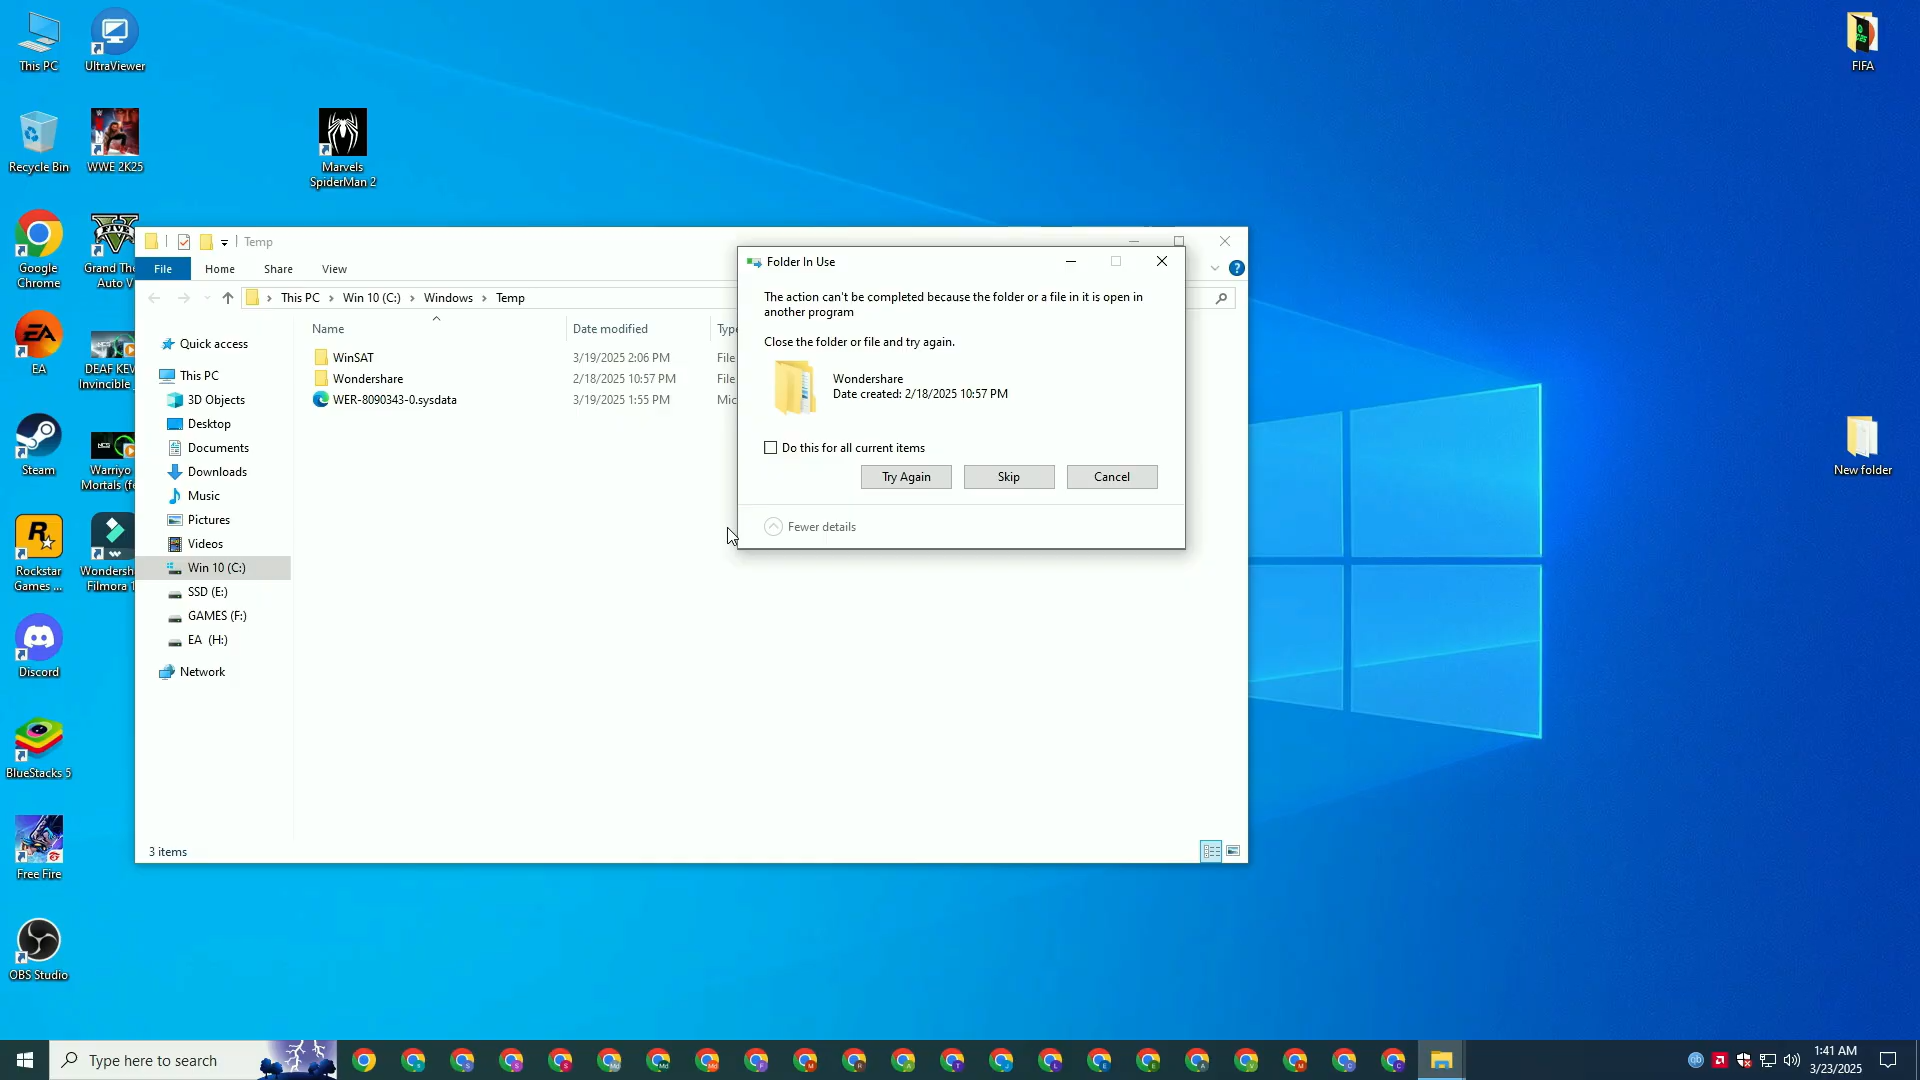 This PC
UltraViewer
FIFA
Recycle Bin
WWE 2K25
Marvels
SpiderMan 2
Google
Chrome
Grand The
Auto V
Temp
File
Home
Share
View
This PC
Win 10 (C:)
Windows
Temp
Name
Date modified
Type
WinSAT
3/19/2025 2:06 PM
File
Wondershare
2/18/2025 10:57 PM
File
WER-8090343-0.sysdata
3/19/2025 1:55 PM
Mic
Quick access
This PC
3D Objects
Desktop
Documents
Downloads
Music
Pictures
Videos
Win 10 (C:)
SSD (E:)
GAMES (F:)
EA (H:)
Network
3 items
Folder In Use
The action can't be completed because the folder or a file in it is open in
another program
Close the folder or file and try again.
Wondershare
Date created: 2/18/2025 10:57 PM
Do this for all current items
Try Again
Skip
Cancel
Fewer details
EA
EA
DEAF KEV
Invincible
Steam
NCS
Warriyo
Mortals (fe
New folder
R
Rockstar
Games ...
Wondersh
Filmora 1
Discord
BlueStacks 5
Free Fire
OBS Studio
Type here to search
1:41 AM
3/23/2025